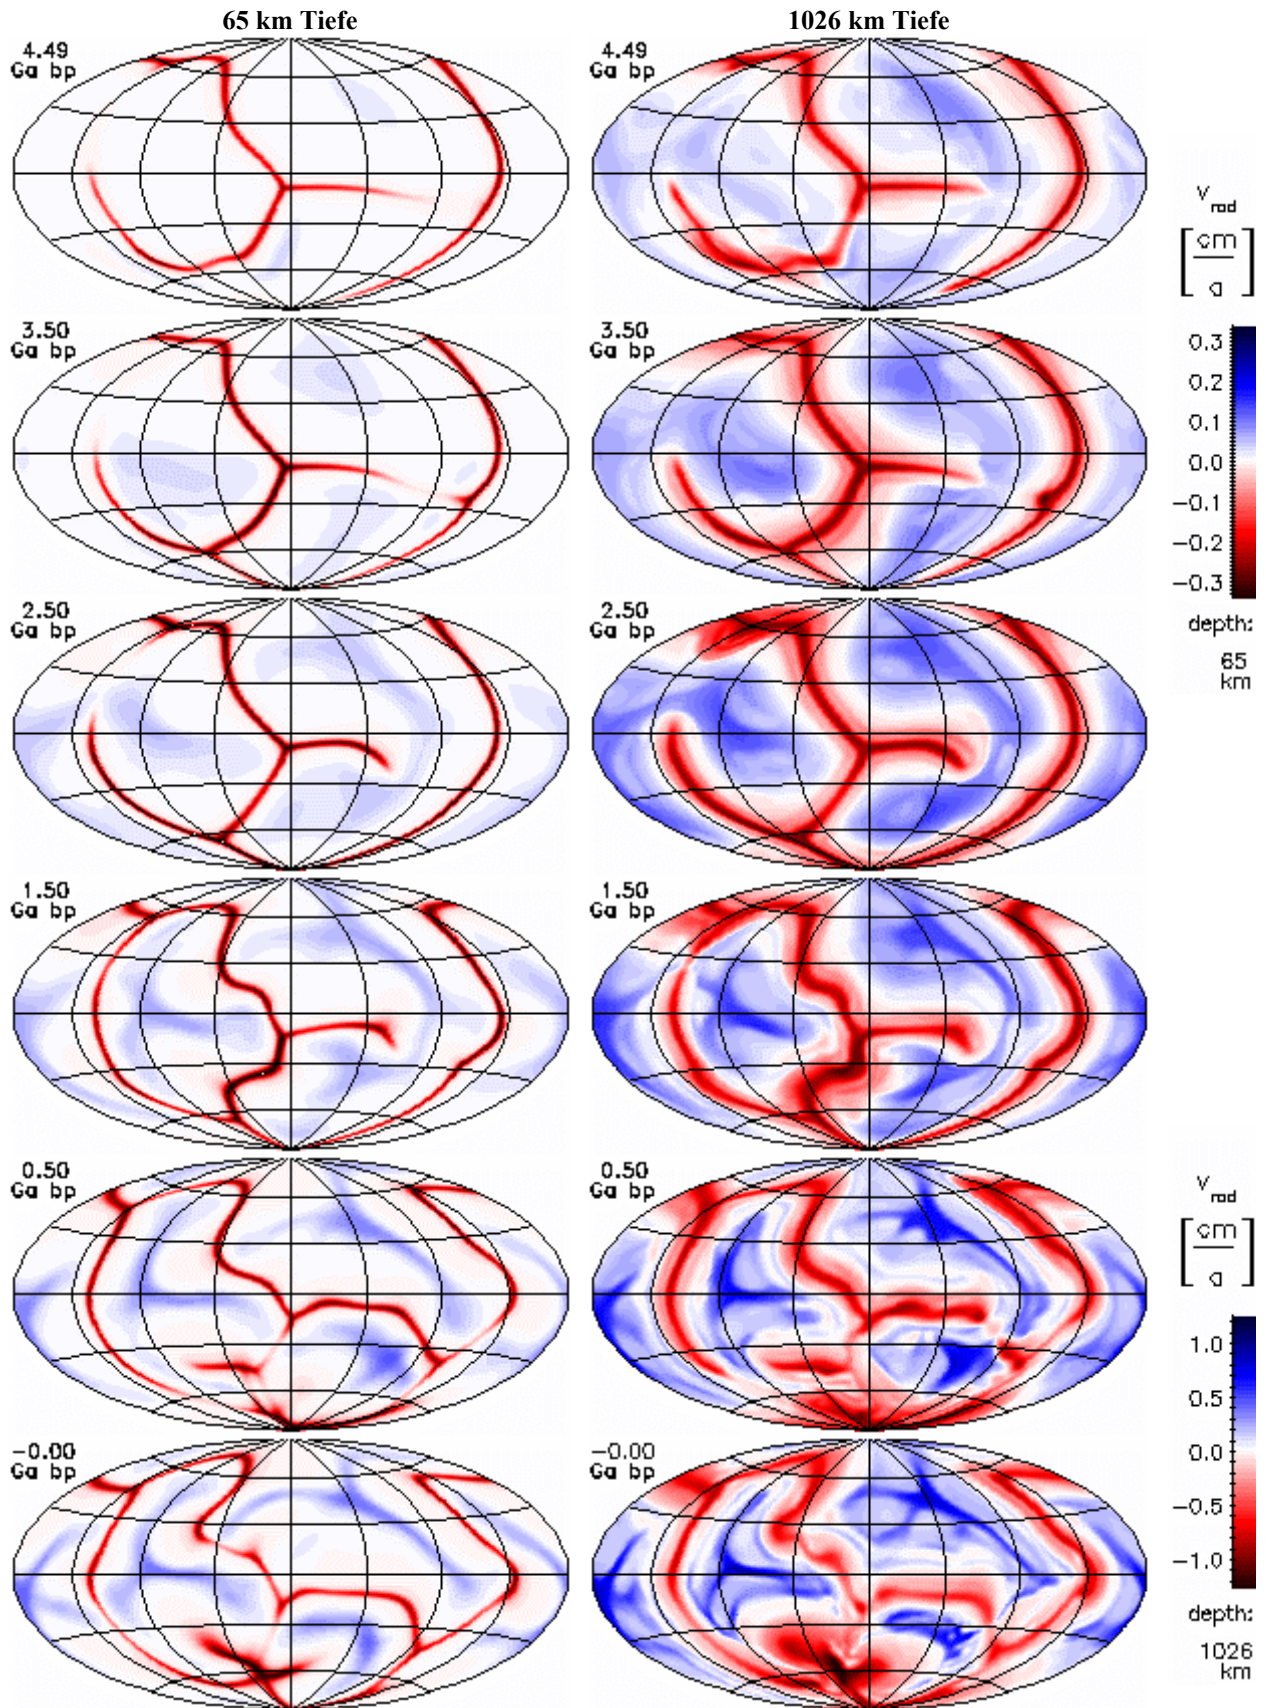 65 km Tiefe
1026 km Tiefe
4.49
Ga bp
4.49
Ga bp
3.50
Ga bp
3.50
Ga bp
2.50
Ga bp
2.50
Ga bp
1.50
Ga bp
1.50
Ga bp
0.50
Ga bp
0.50
Ga bp
−0.00
Ga bp
−0.00
Ga bp
v rad
[cm
a]
0.3
0.2
0.1
0.0
−0.1
−0.2
−0.3
depth:
65
km
v rad
[cm
a]
1.0
0.5
0.0
−0.5
−1.0
depth:
1026
km